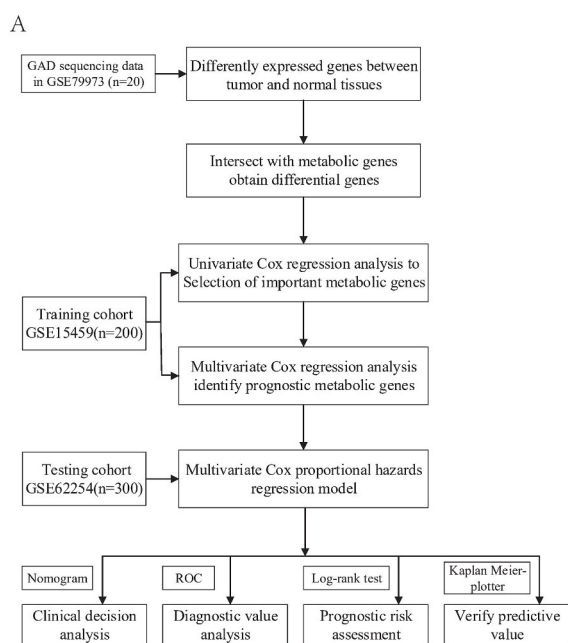 A
GAD sequencing data
in GSE79973 (n=20)
Differently expressed genes between
tumor and normal tissues
Intersect with metabolic genes
obtain differential genes
Univariate Cox regression analysis to
Selection of important metabolic genes
Training cohort
GSE15459(n=200)
Multivariate Cox regression analysis
identify prognostic metabolic genes
Testing cohort
GSE62254(n=300)
Multivariate Cox proportional hazards
regression model
Nomogram
ROC
Log-rank test
Kaplan Meier-
plotter
Clinical decision
analysis
Diagnostic value
analysis
Prognostic risk
assessment
Verify predictive
value